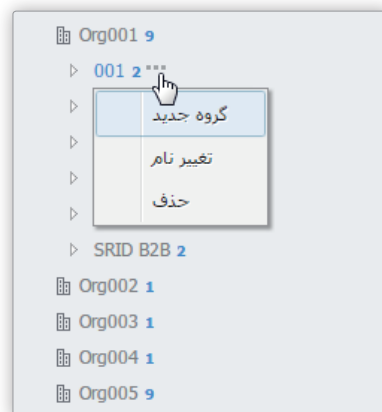 Org001 9
001 2
گروه جدید
تغییر نام
حذف
SRID B2B 2
Org002 1
Org003 1
Org004 1
Org005 9